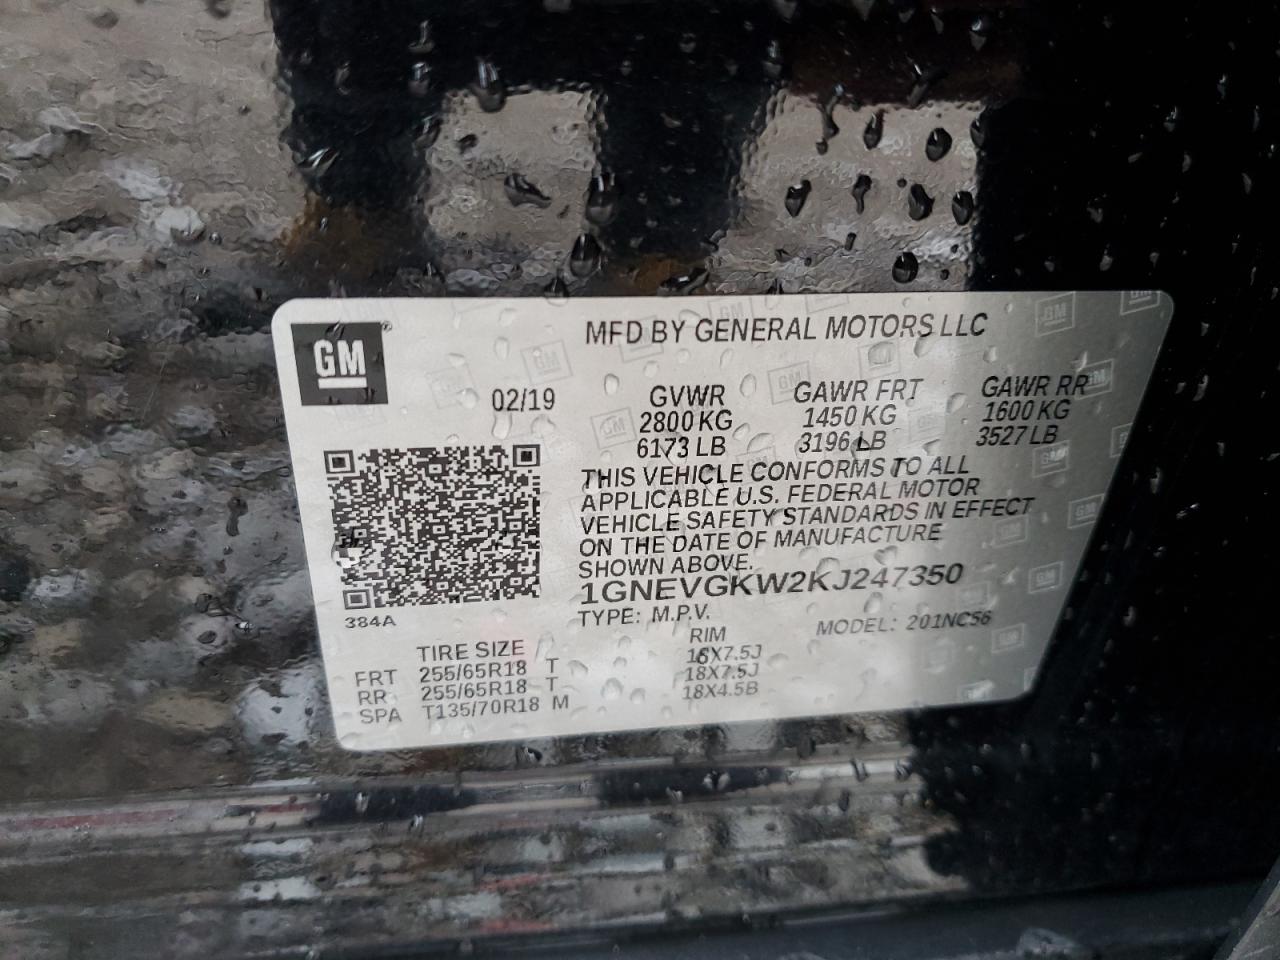 GM
MFD BY GENERAL MOTORS LLC
02/19 GVWR GAWR FRT GAWR RR
2800 KG 1450 KG 1600 KG
6173 LB 3196 LB 3527 LB
THIS VEHICLE CONFORMS TO ALL
APPLICABLE U.S. FEDERAL MOTOR
VEHICLE SAFETY STANDARDS IN EFFECT
ON THE DATE OF MANUFACTURE
SHOWN ABOVE.
1GNEVGKW2KJ247350
TYPE: M.P.V. MODEL: 201NC56
384A
TIRE SIZE RIM
FRT 255/65R18 T 18X7.5J
RR 255/65R18 T 18X7.5J
SPA T135/70R18 M 18X4.5B